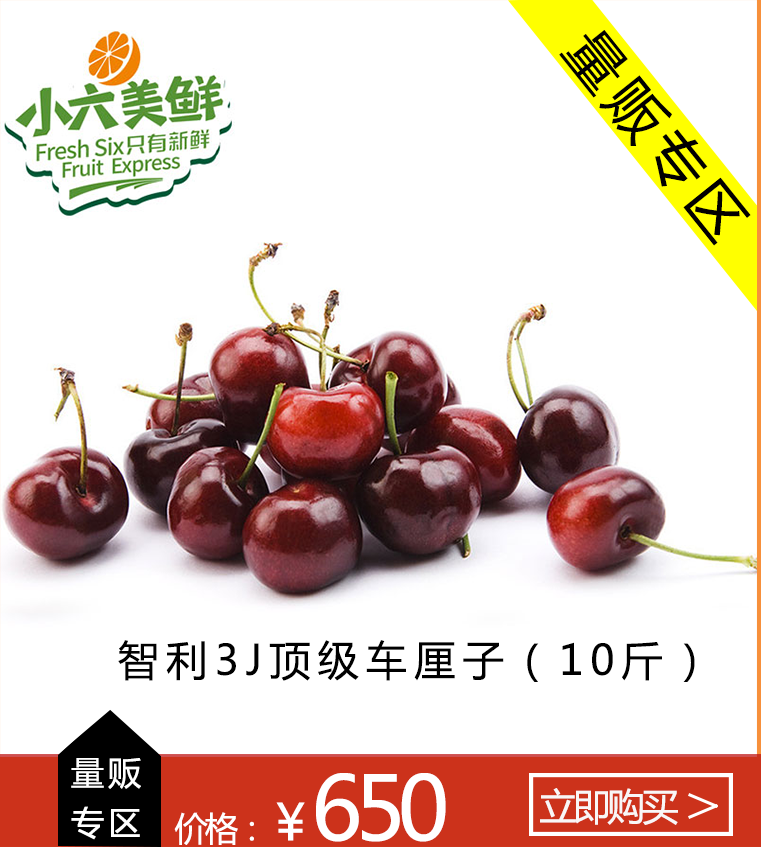 小六美鲜
Fresh Six只有新鲜
Fruit Express
量贩专区
智利3J顶级车厘子（10斤）
量贩
专区
价格：¥650
立即购买 >